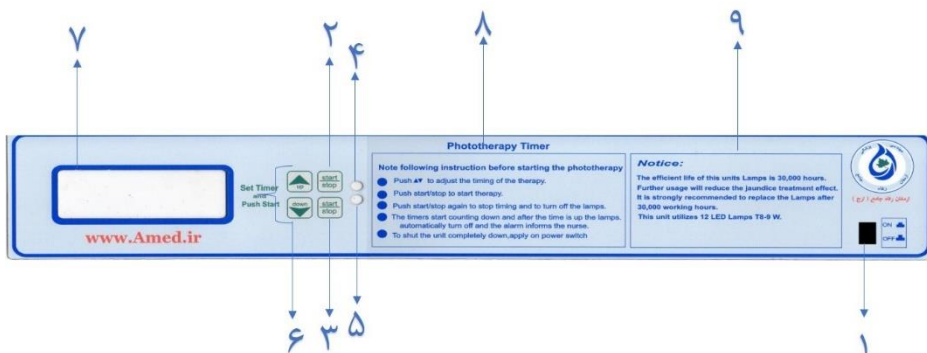 ۷
۲
۴
۸
۹
Phototherapy Timer
Set Timer
and
Push Start
up
down
start
stop
start
stop
www.Amed.ir
Note following instruction before starting the phototherapy
Push ▲▼ to adjust the timing of the therapy.
Push start/stop to start therapy.
Push start/stop again to stop timing and to turn off the lamps.
The timers start counting down and after the time is up the lamps.
automatically turn off and the alarm informs the nurse.
To shut the unit completely down,apply on power switch
Notice:
The efficient life of this units Lamps is 30,000 hours.
Further usage will reduce the jaundice treatment effect.
It is strongly recommended to replace the Lamps after
30,000 working hours.
This unit utilizes 12 LED Lamps T8-9 W.
ON
OFF
۶
۳
۵
۱